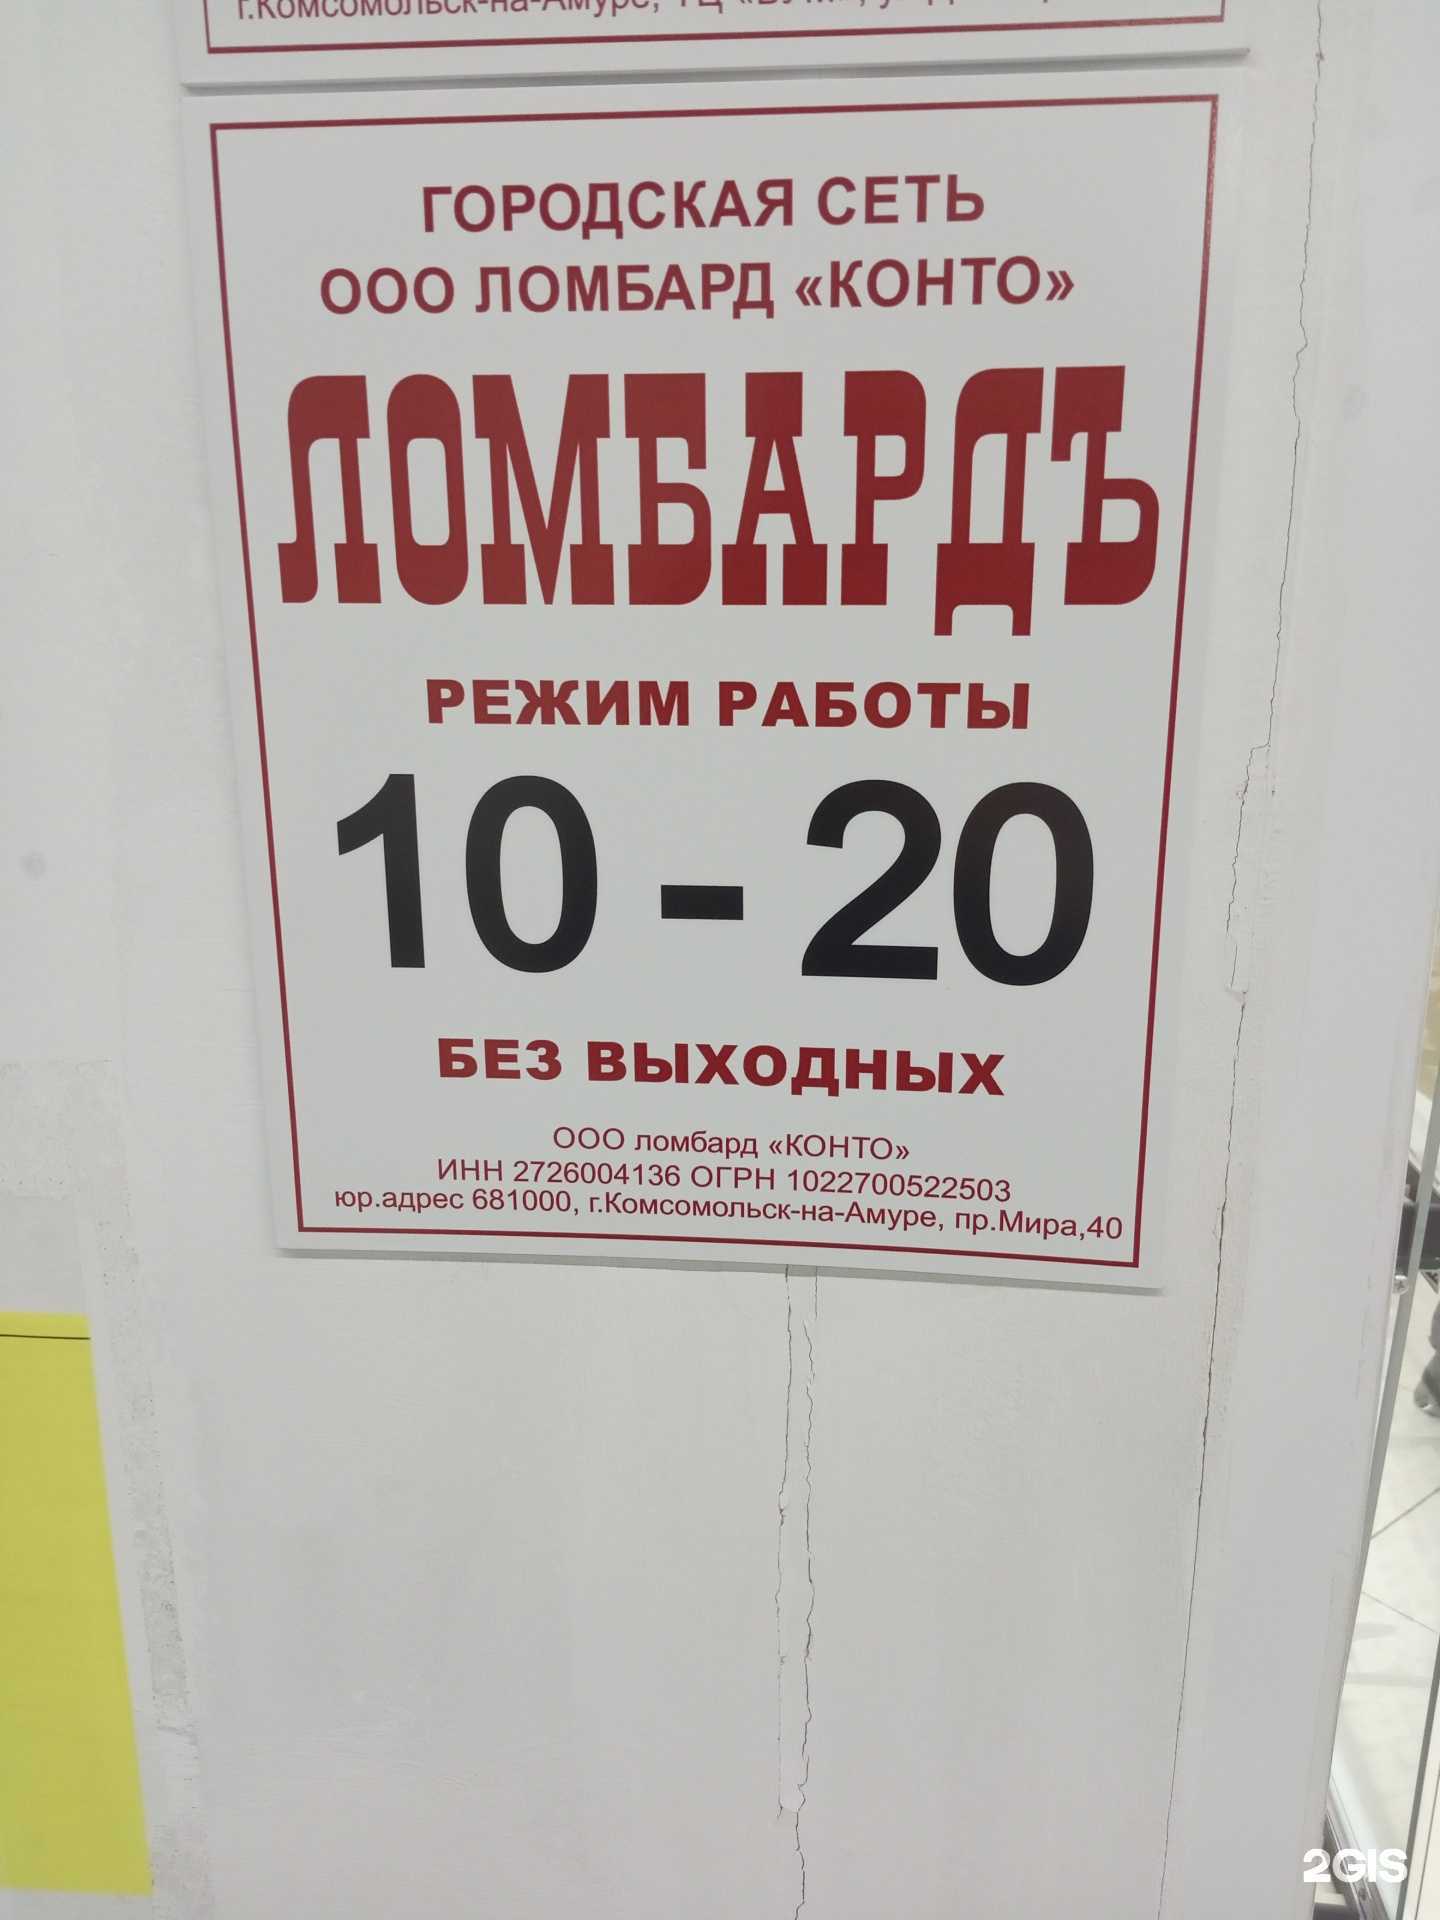 г.Комсомольск-на-Амуре, ТЦ
ГОРОДСКАЯ СЕТЬ
ООО ЛОМБАРД «КОНТО»
ЛОМБАРДЪ
РЕЖИМ РАБОТЫ
10 - 20
БЕЗ ВЫХОДНЫХ
ООО ломбард «КОНТО»
ИНН 2726004136 ОГРН 1022700522503
юр.адрес 681000, г.Комсомольск-на-Амуре, пр.Мира,40
2GIS